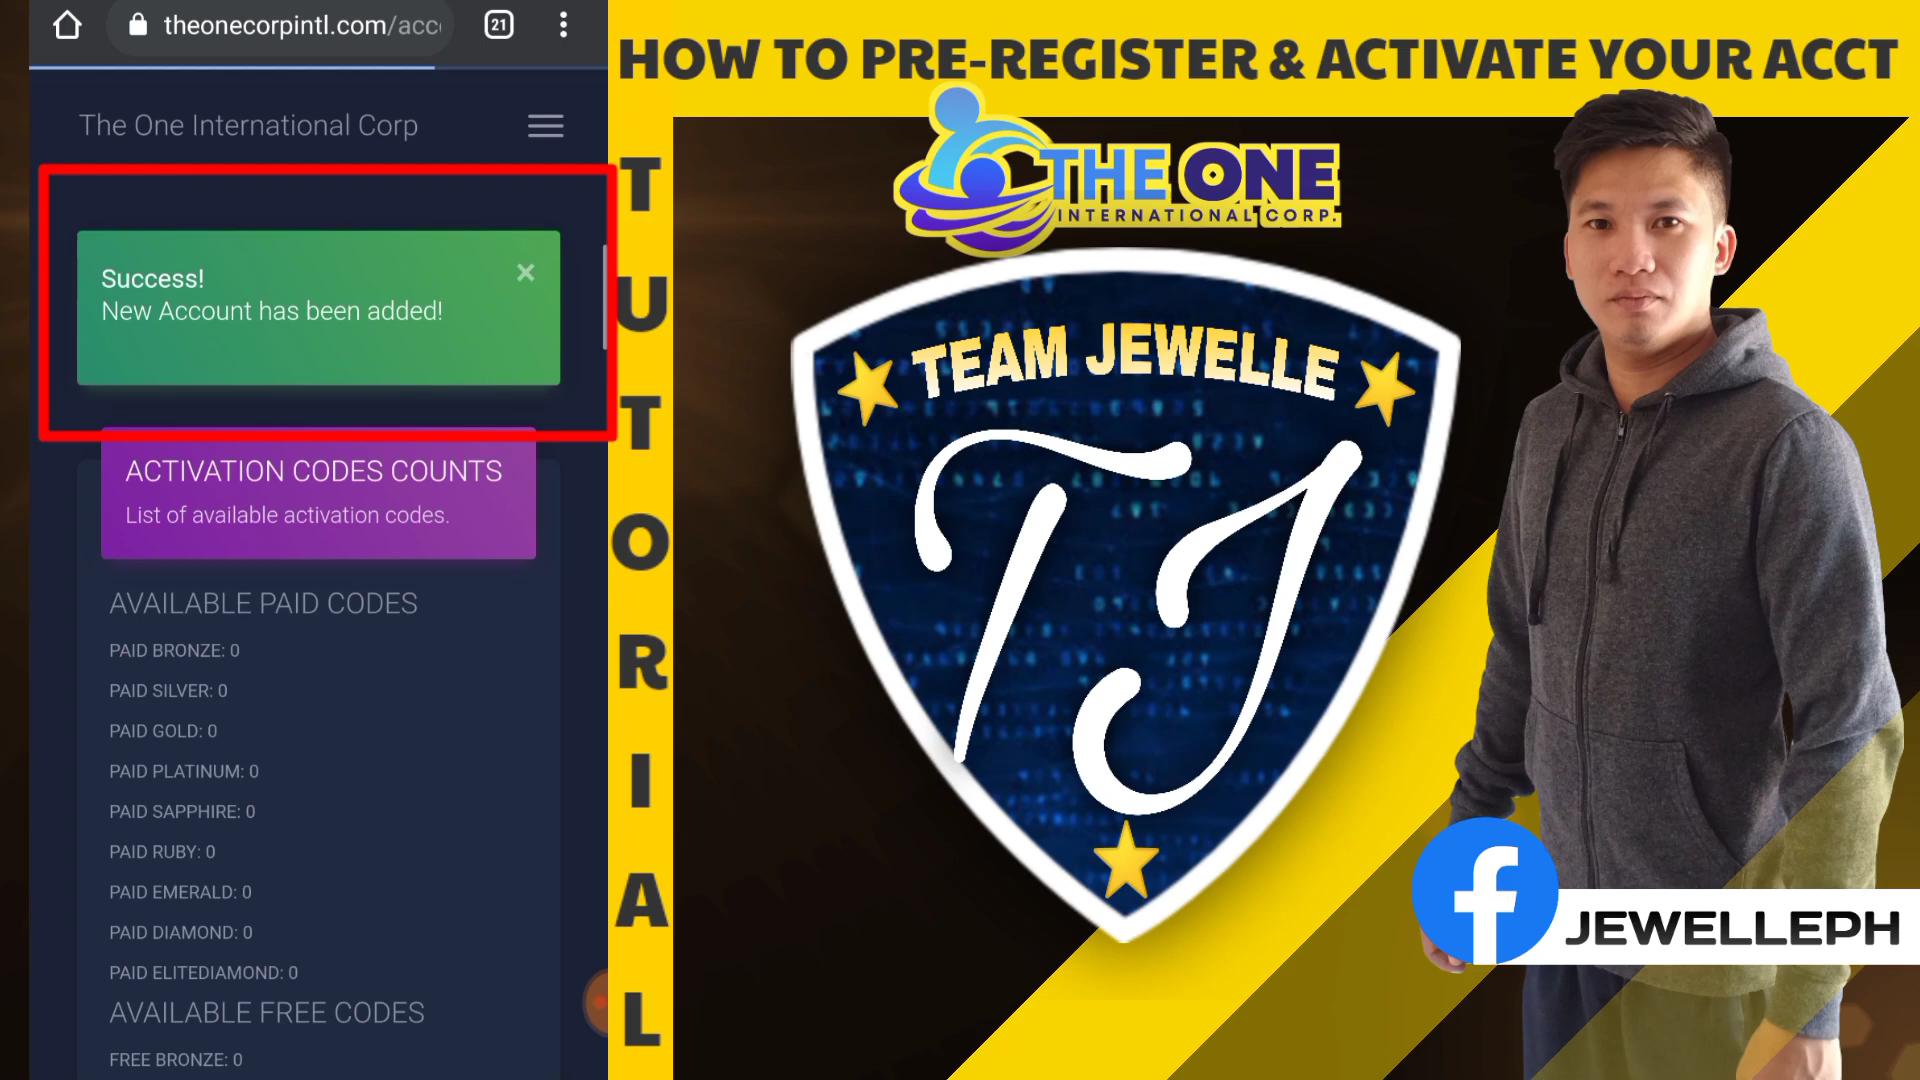 21
theonecorpintl.com/acc
The One International Corp
Success!
×
New Account has been added!
ACTIVATION CODES COUNTS
List of available activation codes.
AVAILABLE PAID CODES
PAID BRONZE: 0
PAID SILVER: 0
PAID GOLD: 0
PAID PLATINUM: 0
PAID SAPPHIRE: 0
PAID RUBY: 0
PAID EMERALD: 0
PAID DIAMOND: 0
PAID ELITEDIAMOND: 0
AVAILABLE FREE CODES
FREE BRONZE: 0
HOW TO PRE-REGISTER & ACTIVATE YOUR ACCT
TUTORIAL
THE ONE
INTERNATIONAL CORP.
TEAM JEWELLE
TJ
f
JEWELLEPH